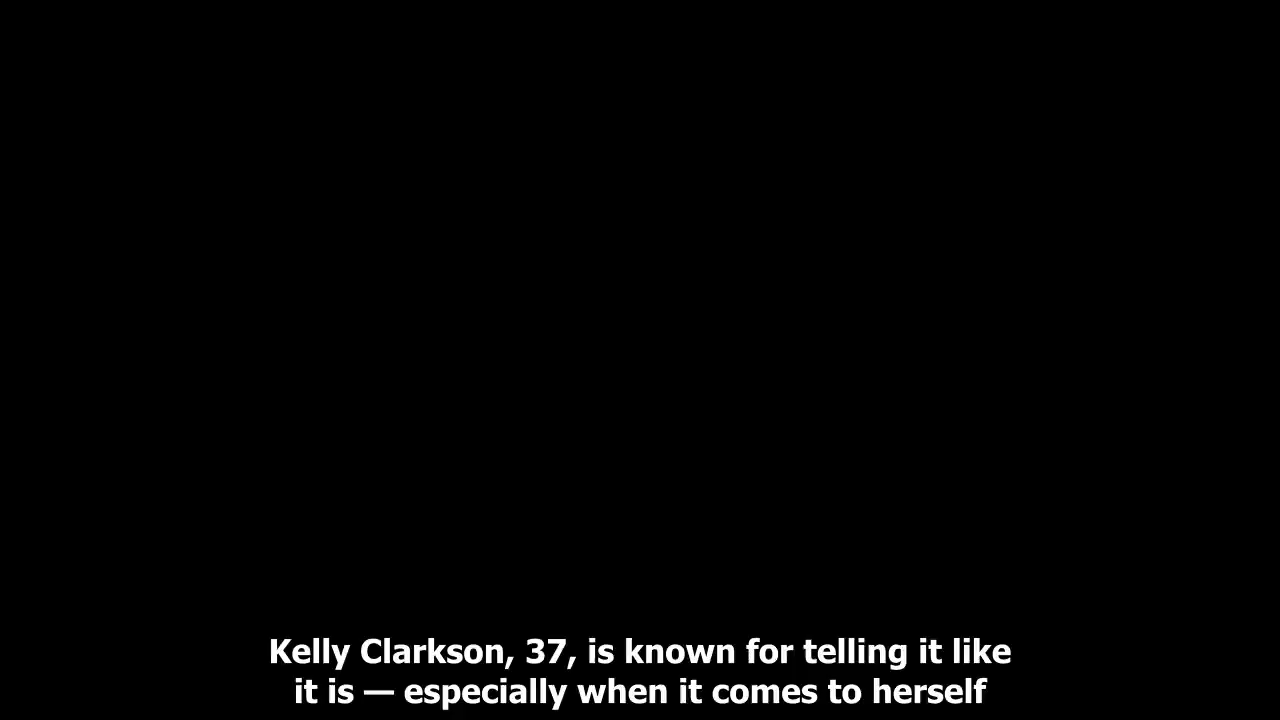 Kelly Clarkson, 37, is known for telling it like
it is — especially when it comes to herself